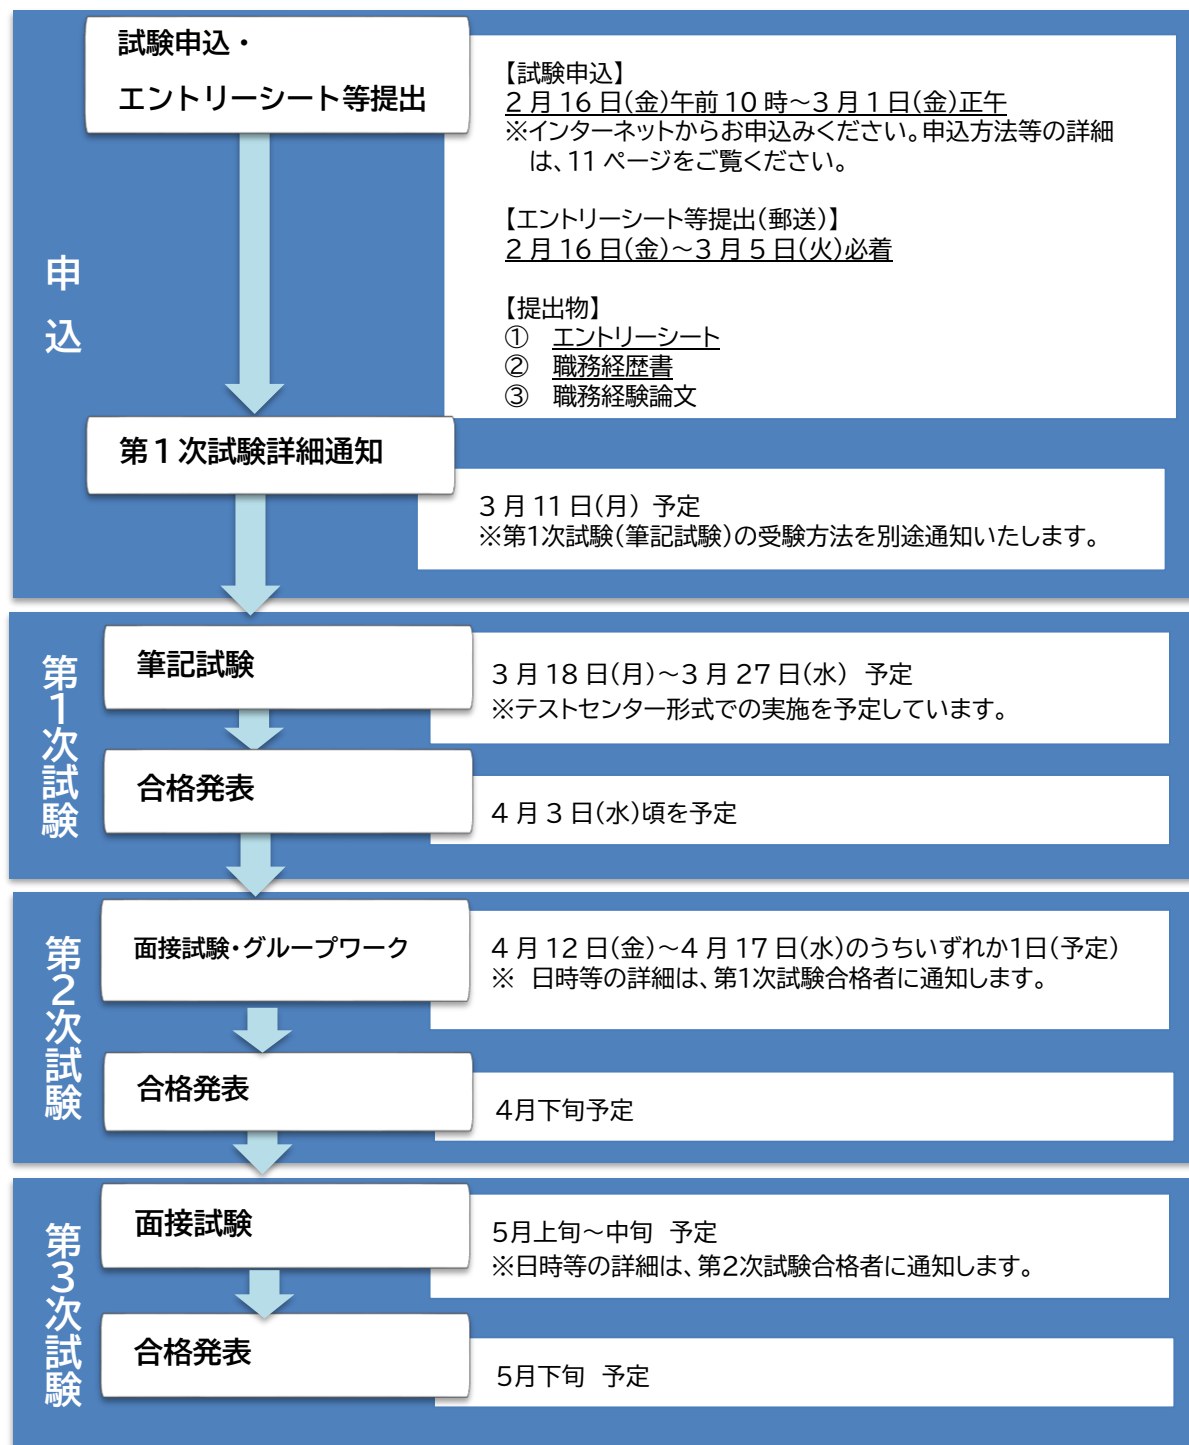 申込
試験申込・
エントリーシート等提出
【試験申込】
2月16日(金)午前10時～3月1日(金)正午
※インターネットからお申込みください。申込方法等の詳細
は、11ページをご覧ください。
【エントリーシート等提出(郵送)】
2月16日(金)～3月5日(火)必着
【提出物】
① エントリーシート
② 職務経歴書
③ 職務経験論文
第1次試験詳細通知
3月11日(月) 予定
※第1次試験(筆記試験)の受験方法を別途通知いたします。
第1次試験
筆記試験
3月18日(月)～3月27日(水) 予定
※テストセンター形式での実施を予定しています。
合格発表
4月3日(水)頃を予定
第2次試験
面接試験・グループワーク
4月12日(金)～4月17日(水)のうちいずれか1日(予定)
※ 日時等の詳細は、第1次試験合格者に通知します。
合格発表
4月下旬予定
第3次試験
面接試験
5月上旬～中旬 予定
※日時等の詳細は、第2次試験合格者に通知します。
合格発表
5月下旬 予定